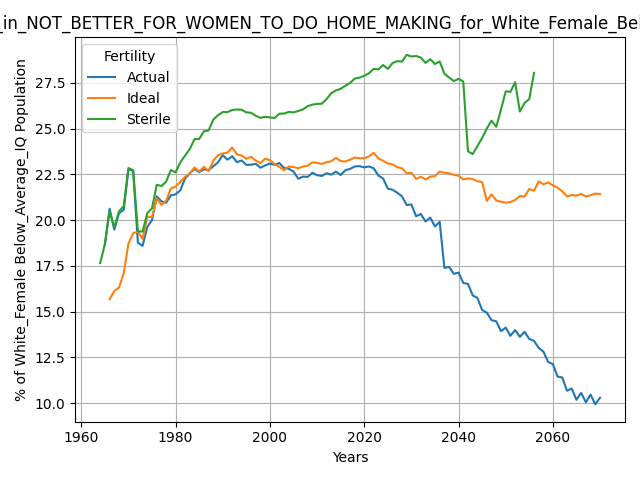 _in_NOT_BETTER_FOR_WOMEN_TO_DO_HOME_MAKING_for_White_Female_Bel
Fertility
Actual
Ideal
Sterile
% of White_Female Below_Average_IQ Population
27.5
25.0
22.5
20.0
17.5
15.0
12.5
10.0
1960 1980 2000 2020 2040 2060
Years